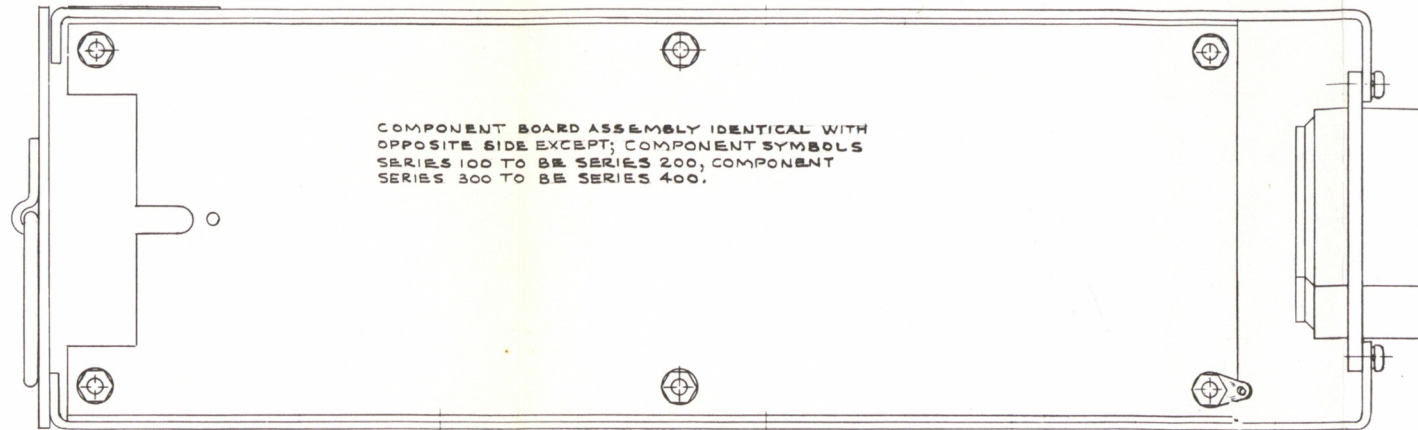 COMPONENT BOARD ASSEMBLY IDENTICAL WITH
OPPOSITE SIDE EXCEPT; COMPONENT SYMBOLS
SERIES 100 TO BE SERIES 200, COMPONENT
SERIES 300 TO BE SERIES 400.